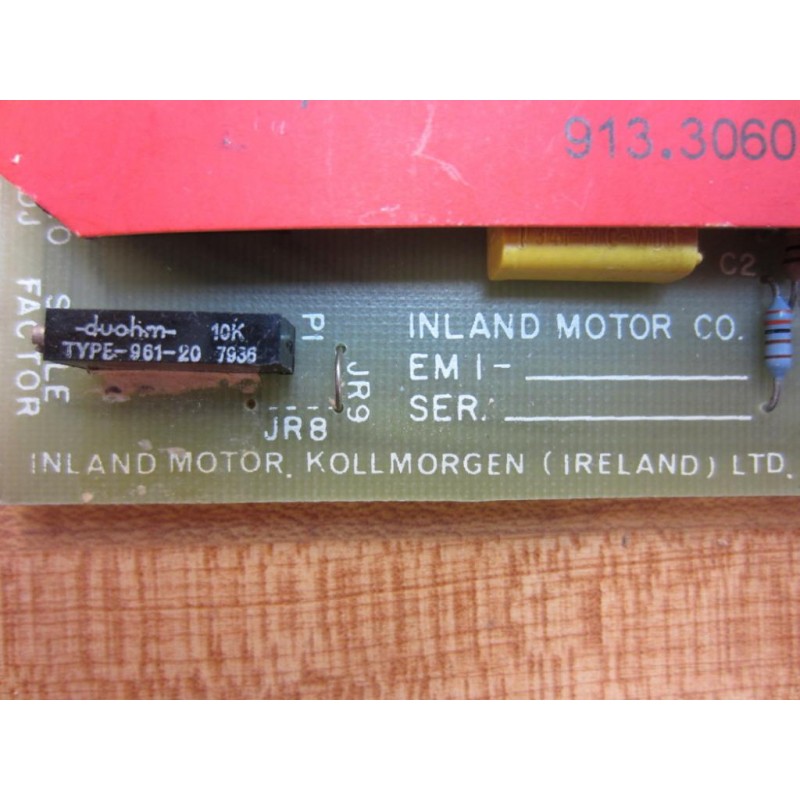 913.3060
C2
FACTOR
duohm 10K
TYPE-961-20 7936
P1
JR9
JR8
INLAND MOTOR CO.
EM1-
SER.
INLAND MOTOR, KOLLMORGEN (IRELAND) LTD.